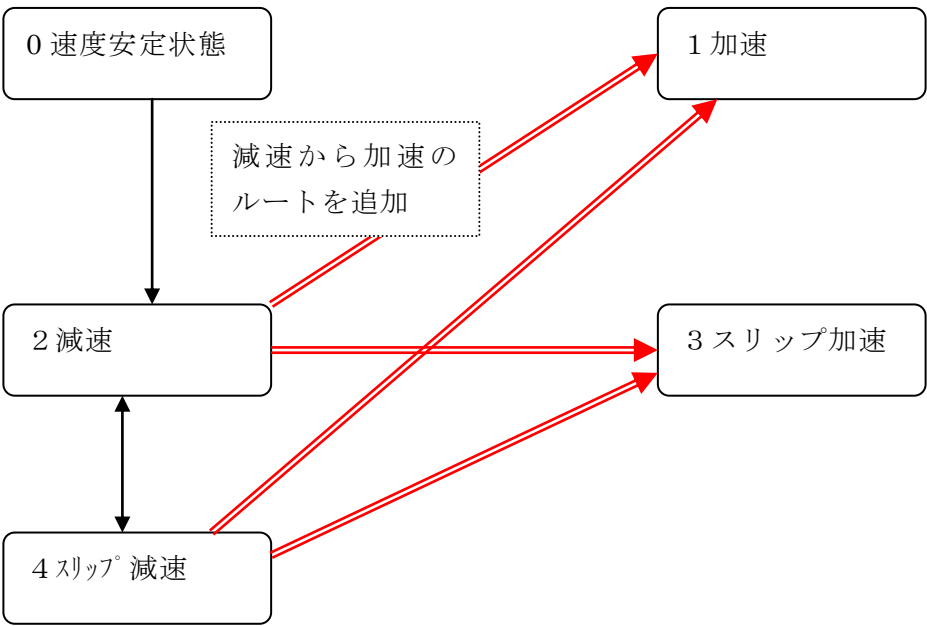 ０速度安定状態
１加速
減速から加速の
ルートを追加
２減速
３スリップ加速
４ｽﾘｯﾌﾟ減速